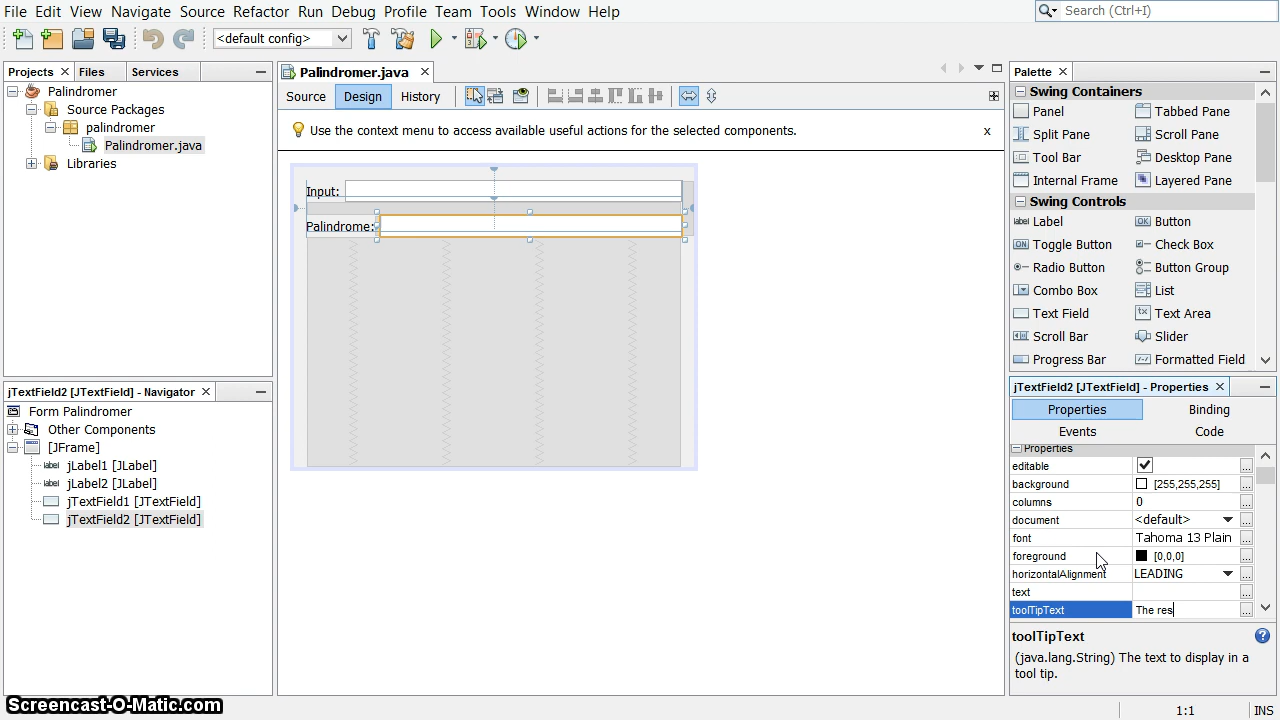 File Edit View Navigate Source Refactor Run Debug Profile Team Tools Window Help
Search (Ctrl+I)
<default config>
Projects Files Services
Palindromer
Source Packages
palindromer
Palindromer.java
Libraries
Palindromer.java
Source Design History
Use the context menu to access available useful actions for the selected components. x
Input:
Palindrome:
jTextField2 [JTextField] - Navigator
Form Palindromer
Other Components
[JFrame]
label jLabel1 [JLabel]
label jLabel2 [JLabel]
jTextField1 [JTextField]
jTextField2 [JTextField]
Palette
Swing Containers
Panel Tabbed Pane
Split Pane Scroll Pane
Tool Bar Desktop Pane
Internal Frame Layered Pane
Swing Controls
label Label OK Button
ON Toggle Button Check Box
Radio Button Button Group
Combo Box List
Text Field Text Area
Scroll Bar Slider
Progress Bar Formatted Field
jTextField2 [JTextField] - Properties
Properties Binding
Events Code
Properties
editable ...
background [255,255,255] ...
columns 0 ...
document <default> ...
font Tahoma 13 Plain ...
foreground [0,0,0] ...
horizontalAlignment LEADING ...
text ...
toolTipText The res ...
toolTipText ?
(java.lang.String) The text to display in a
tool tip.
Screencast-O-Matic.com
1:1 INS